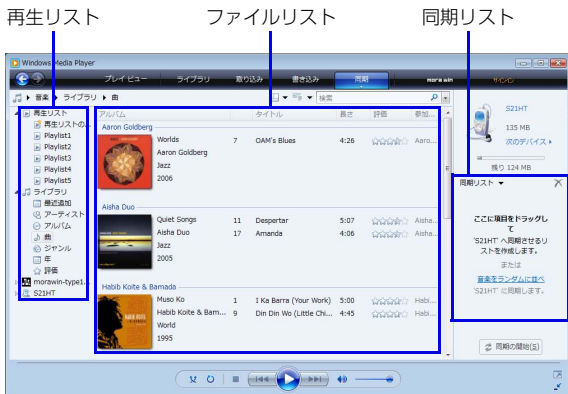 再生リスト
ファイルリスト
同期リスト
Windows Media Player
プレイ ビュー
ライブラリ
取り込み
書き込み
同期
mora win
サインイン
音楽 ▸ ライブラリ ▸ 曲
検索
再生リスト
再生リストの...
Playlist1
Playlist2
Playlist3
Playlist4
Playlist5
ライブラリ
最近追加
アーティスト
アルバム
曲
ジャンル
年
評価
morawin-type1...
S21HT
アルバム
タイトル
長さ
評価
参加...
Aaron Goldberg
Worlds
7 OAM's Blues 4:26 Aaro...
Aaron Goldberg
Jazz
2006
Aisha Duo
Quiet Songs
11 Despertar 5:07 Aisha...
Aisha Duo
17 Amanda 4:06 Aisha...
Jazz
2005
Habib Koite & Bamada
Muso Ko
1 I Ka Barra (Your Work) 5:00 Habi...
Habib Koite & Bam...
9 Din Din Wo (Little Chi... 4:45 Habi...
World
1995
S21HT
135 MB
次のデバイス
残り 124 MB
同期リスト
ここに項目をドラッグし
て
'S21HT' へ同期させるリ
ストを作成します。
または
音楽をランダムに並べ
'S21HT' に同期します。
同期の開始(S)